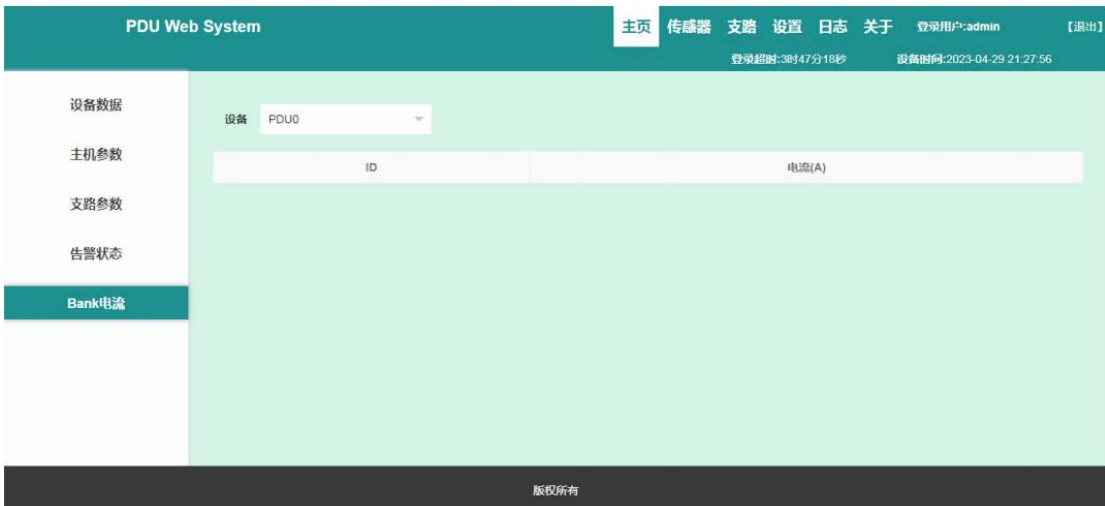 PDU Web System 主页 传感器 支路 设置 日志 关于 登录用户:admin 【退出】
登录超时:3时47分18秒 设备时间:2023-04-29 21:27:56
设备数据
设备 PDU0
主机参数
ID 电流(A)
支路参数
告警状态
Bank电流
版权所有